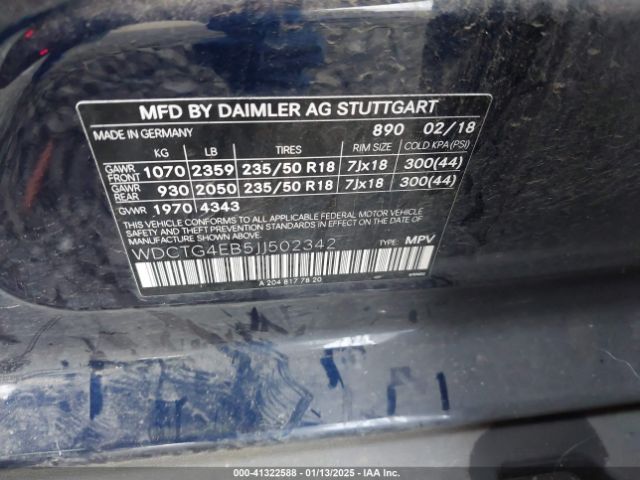 MFD BY DAIMLER AG STUTTGART
MADE IN GERMANY 890 02/18
KG LB TIRES RIM SIZE COLD KPA(PSI)
GAWR FRONT 1070 2359 235/50 R18 7Jx18 300(44)
GAWR REAR 930 2050 235/50 R18 7Jx18 300(44)
GVWR 1970 4343
THIS VEHICLE CONFORMS TO ALL APPLICABLE FEDERAL MOTOR VEHICLE
SAFETY AND THEFT PREVENTION STANDARDS IN EFFECT
ON THE DATE OF MANUFACTURE SHOWN ABOVE.
WDCTG4EB5JJ502342 TYPE: MPV
A 204 817 78 20
000-41322588 - 01/13/2025 - IAA Inc.